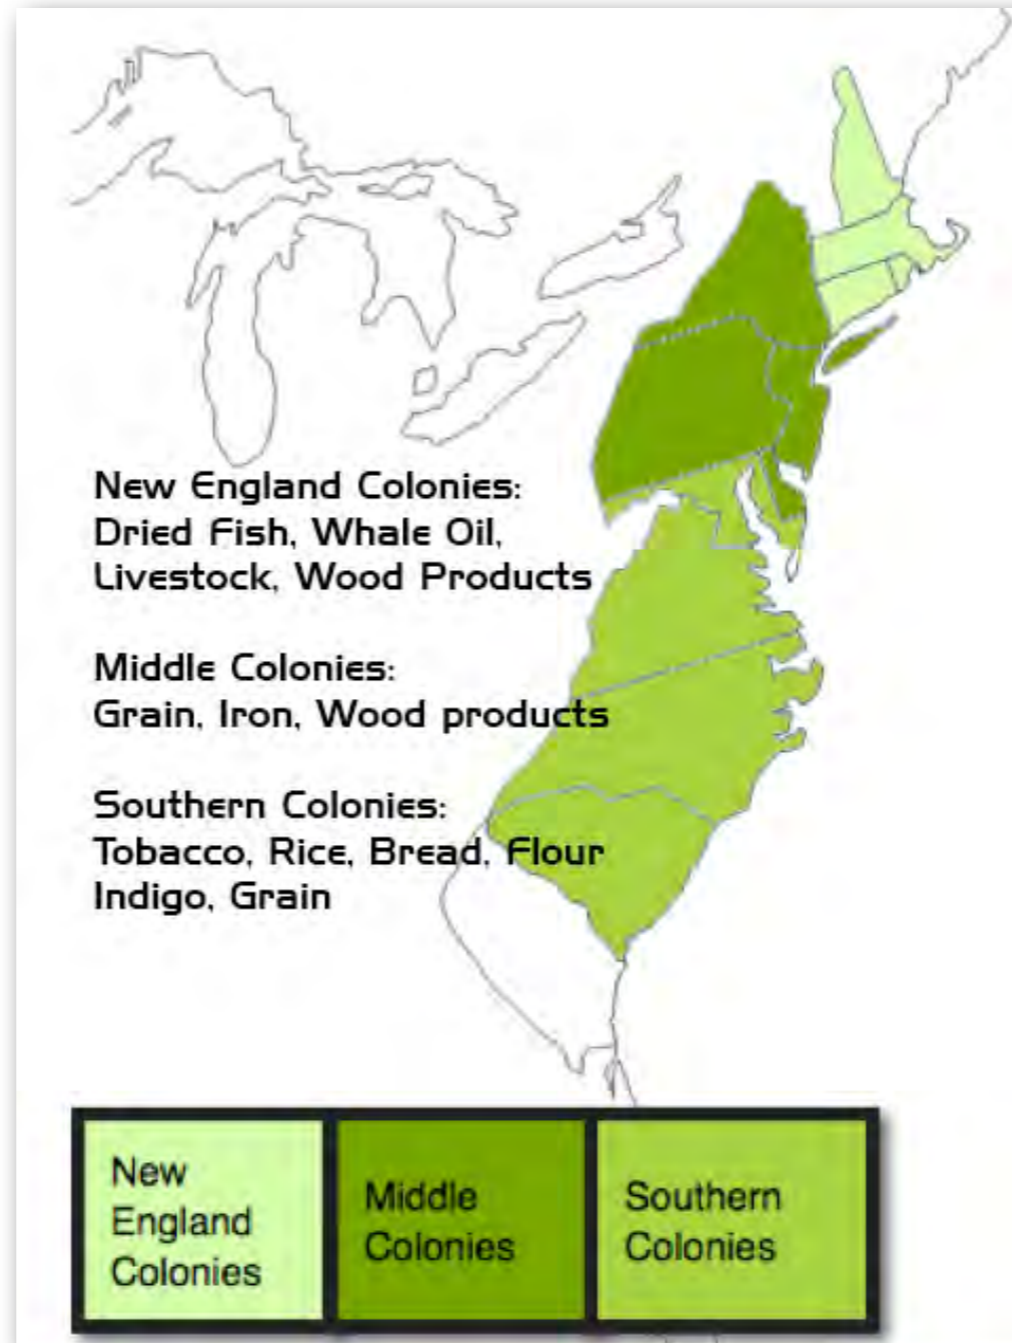 New England Colonies:
Dried Fish, Whale Oil,
Livestock, Wood Products
Middle Colonies:
Grain, Iron, Wood products
Southern Colonies:
Tobacco, Rice, Bread, Flour
Indigo, Grain
New
England
Colonies
Middle
Colonies
Southern
Colonies